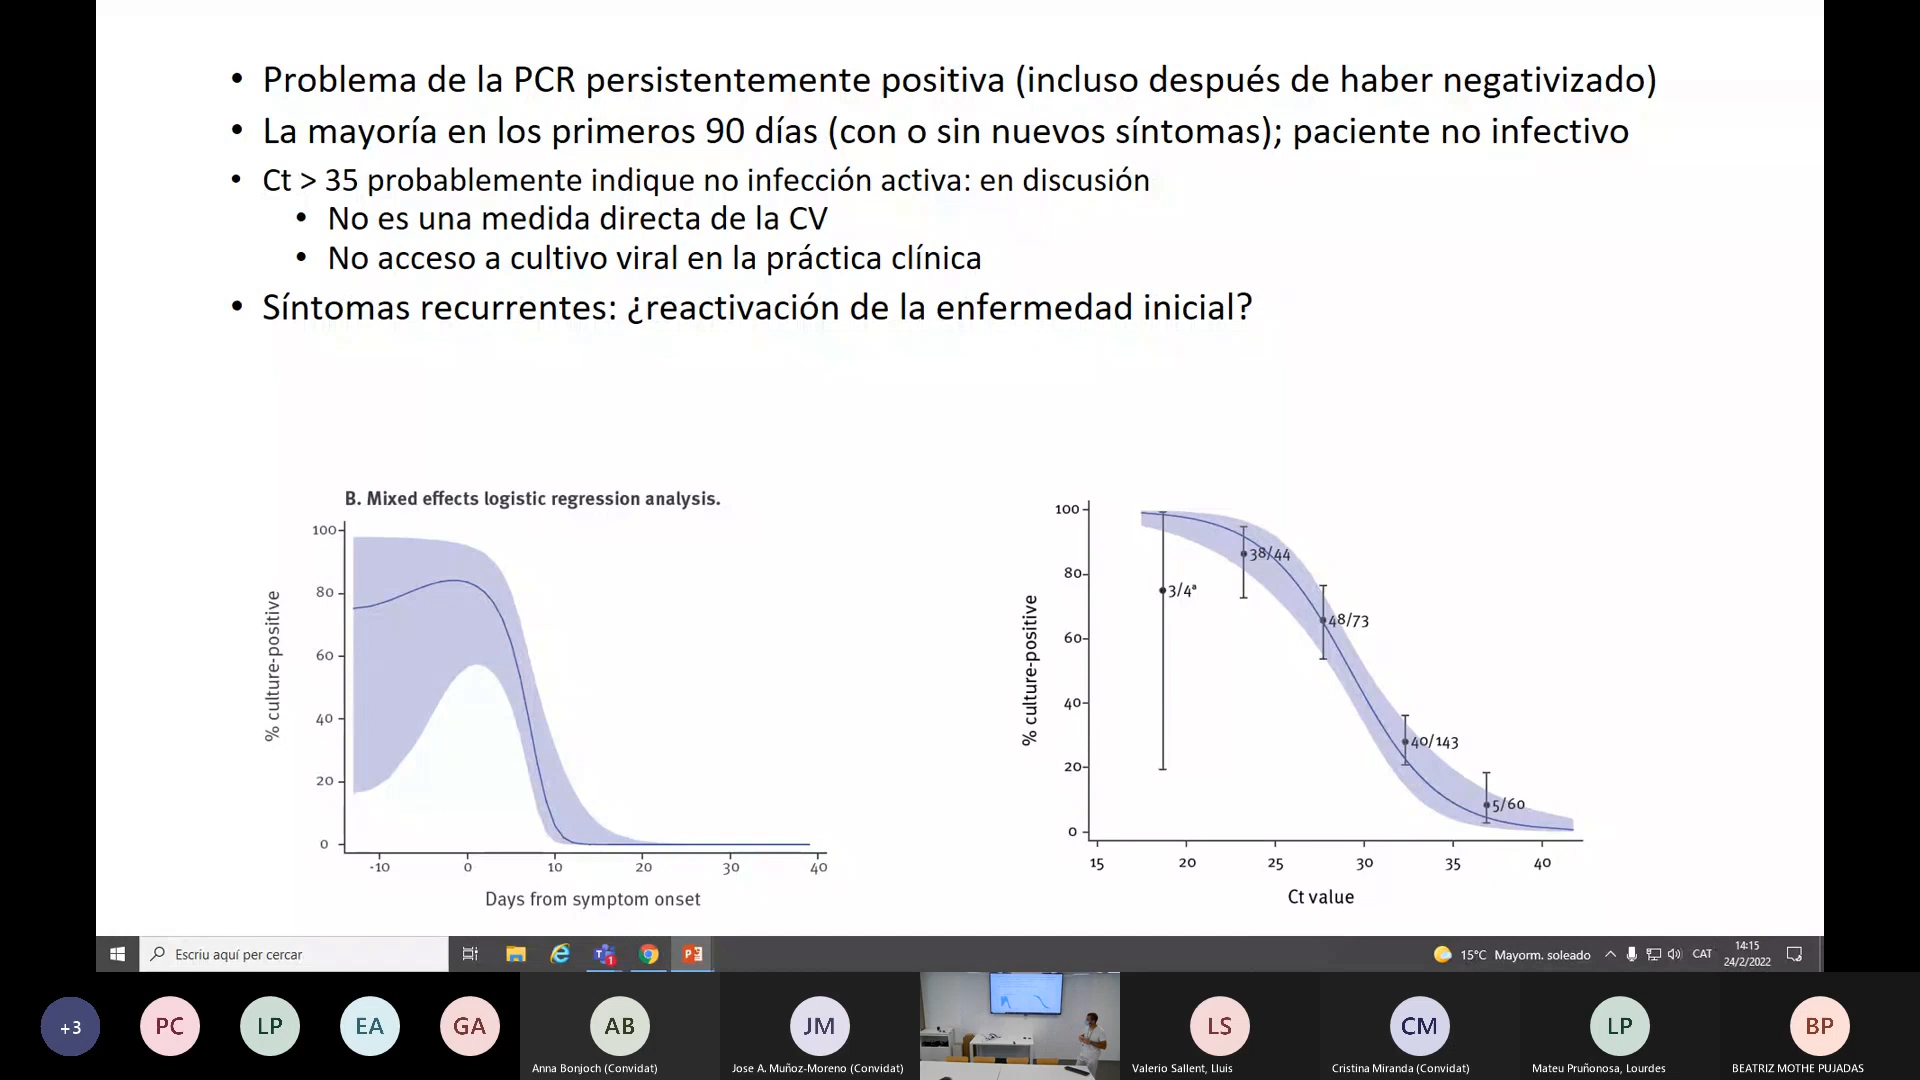 • Problema de la PCR persistentemente positiva (incluso después de haber negativizado)
• La mayoría en los primeros 90 días (con o sin nuevos síntomas); paciente no infectivo
• Ct > 35 probablemente indique no infección activa: en discusión
• No es una medida directa de la CV
• No acceso a cultivo viral en la práctica clínica
• Síntomas recurrentes: ¿reactivación de la enfermedad inicial?
B. Mixed effects logistic regression analysis.
% culture-positive
100
80
60
40
20
0
-10 0 10 20 30 40
Days from symptom onset
% culture-positive
100
80
60
40
20
0
3/4ª
38/44
48/73
40/143
5/60
15 20 25 30 35 40
Ct value
Escriu aquí per cercar
1
15°C Mayorm. soleado
CAT
14:15
24/2/2022
+3
PC
LP
EA
GA
AB
Anna Bonjoch (Convidat)
JM
Jose A. Muñoz-Moreno (Convidat)
LS
Valerio Sallent, Lluis
CM
Cristina Miranda (Convidat)
LP
Mateu Pruñonosa, Lourdes
BP
BEATRIZ MOTHE PUJADAS